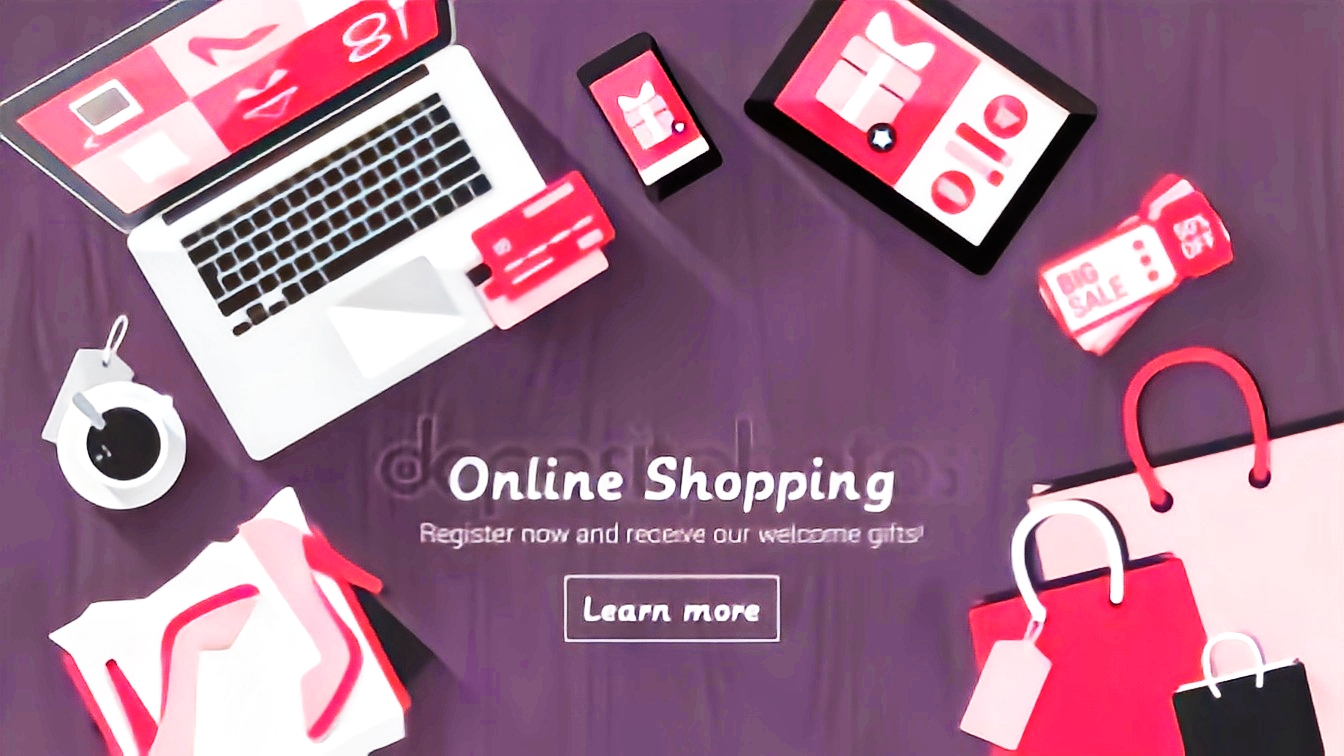 50%
OFF
BIG
SALE
depositphotos
Online Shopping
Register now and receive our welcome gifts!
Learn more